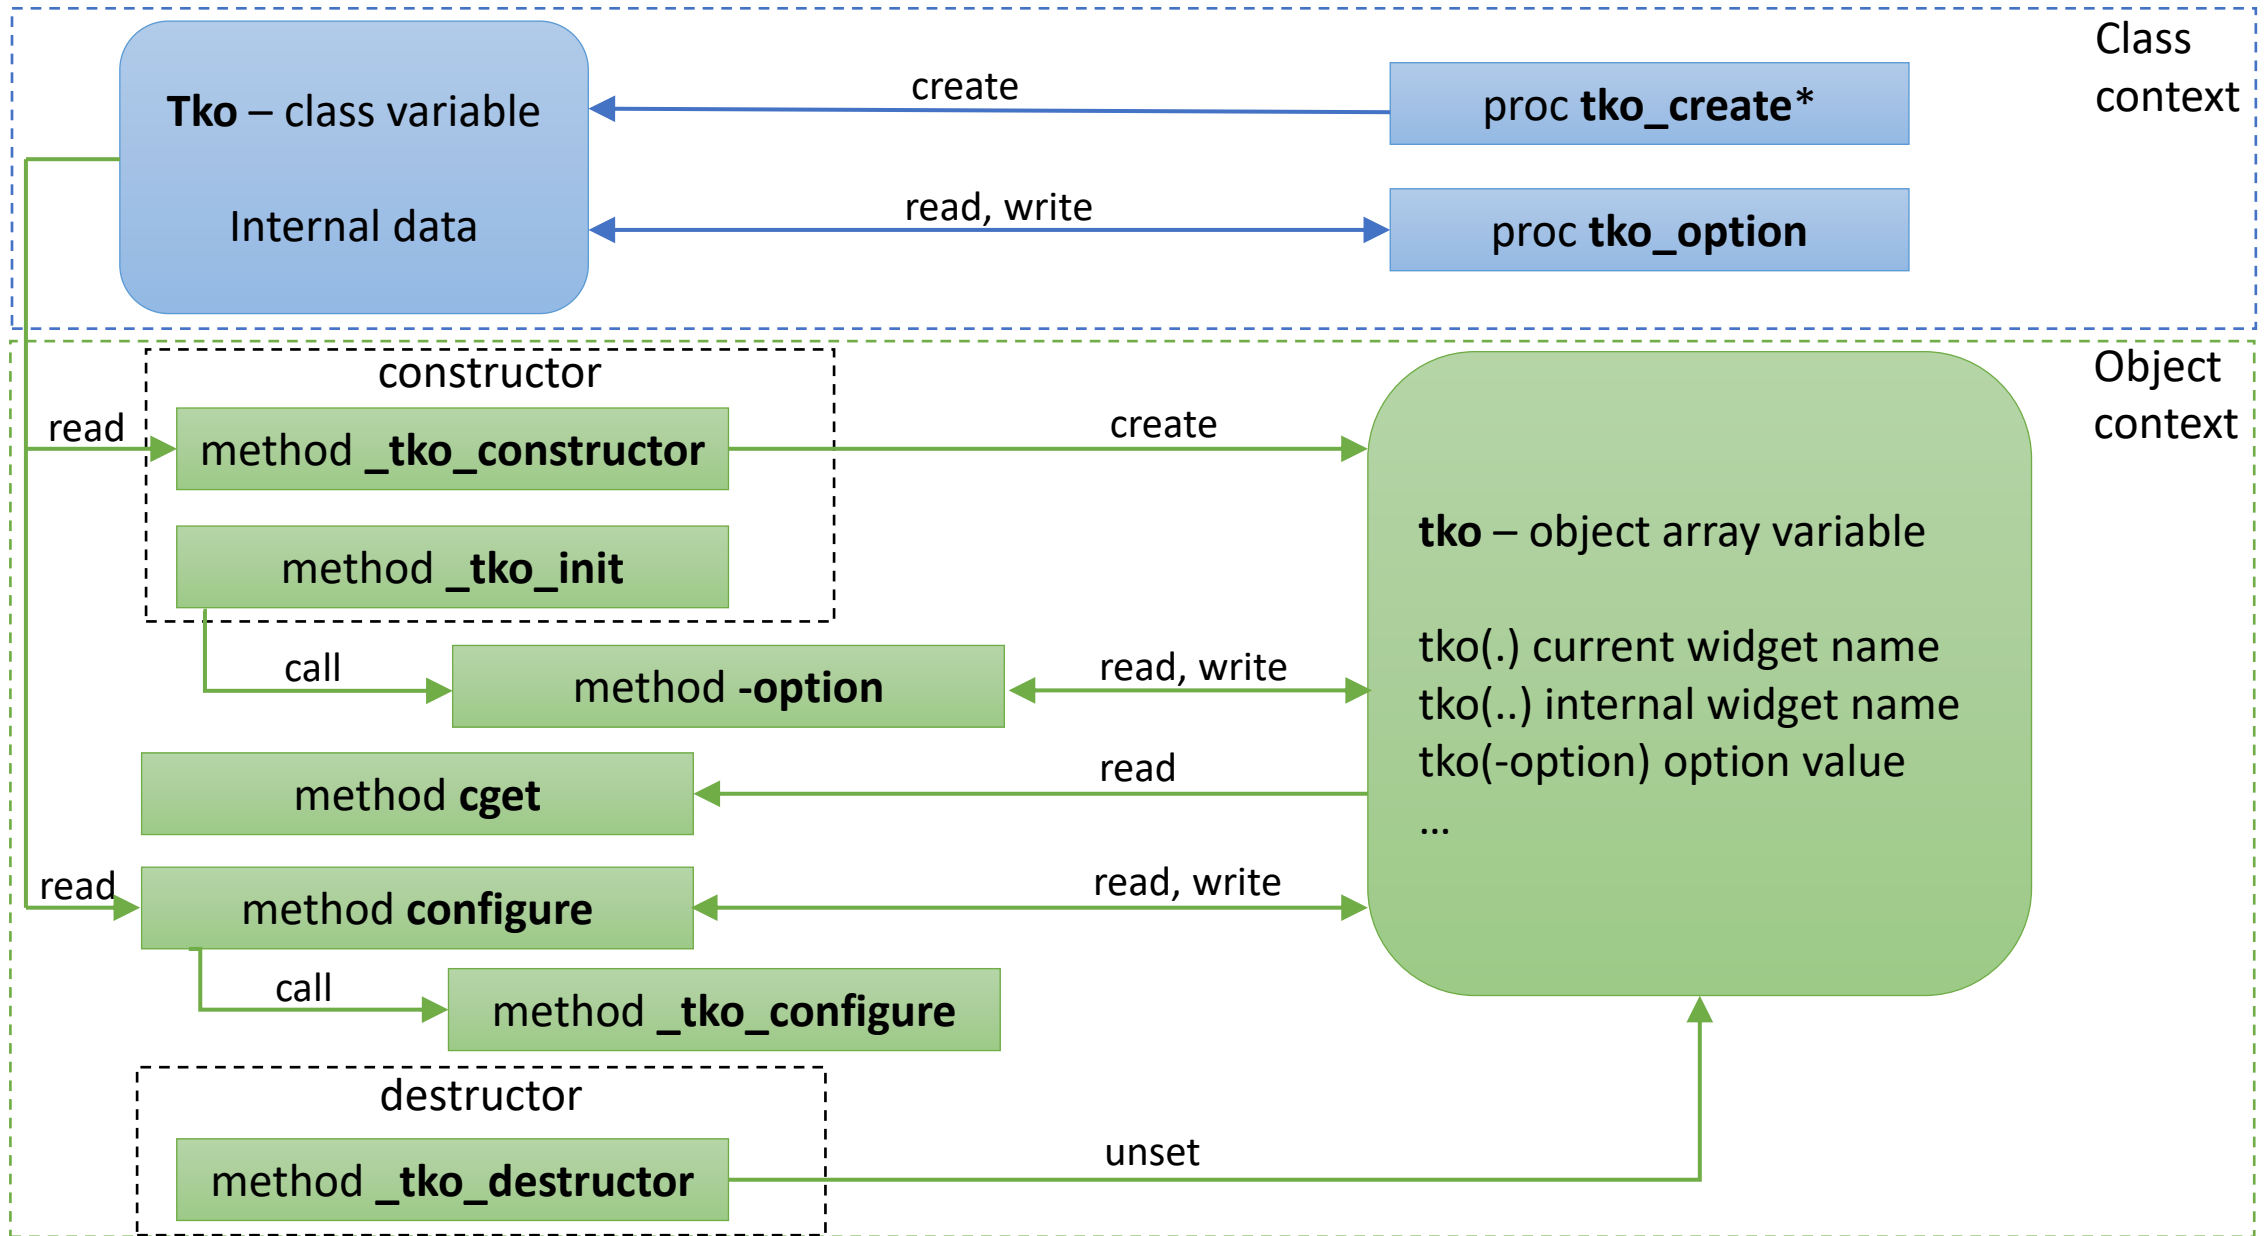 Class
context
Tko – class variable
Internal data
create
proc tko_create*
read, write
proc tko_option
Object
context
constructor
read
method _tko_constructor
create
method _tko_init
call
method -option
read, write
tko – object array variable
tko(.) current widget name
tko(..) internal widget name
tko(-option) option value
…
method cget
read
read
method configure
read, write
call
method _tko_configure
destructor
method _tko_destructor
unset